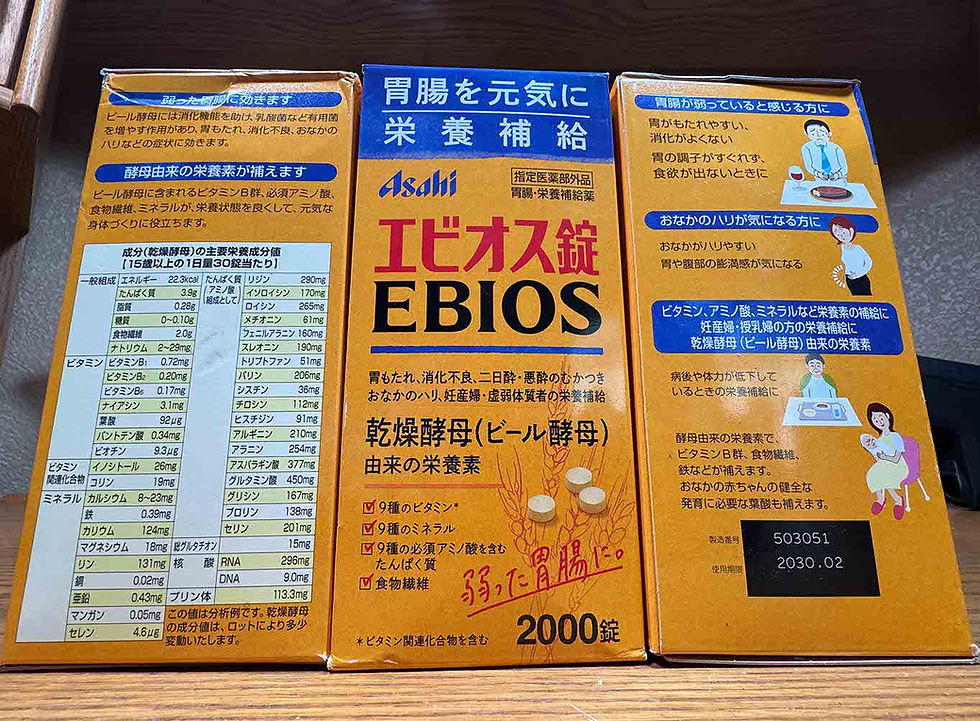 弱った胃腸に効きます
ビール酵母には消化機能を助け、乳酸菌など有用菌
を増やす作用があり、胃もたれ、消化不良、おなかの
ハリなどの症状に効きます。
酵母由来の栄養素が補えます
ビール酵母に含まれるビタミンB群、必須アミノ酸、
食物繊維、ミネラルが、栄養状態を良くして、元気な
身体づくりに役立ちます。
成分(乾燥酵母)の主要栄養成分値
[15歳以上の1日量30錠当たり]
一般組成 エネルギー 22.3kcal
たんぱく質 3.9g
脂質 0.28g
糖質 0〜0.10g
食物繊維 2.0g
ナトリウム 2〜29mg
ビタミン ビタミンB1 0.72mg
ビタミンB2 0.20mg
ビタミンB6 0.17mg
ナイアシン 3.1mg
葉酸 92μg
パントテン酸 0.34mg
ビオチン 9.3μg
ビタミン関連化合物 イノシトール 26mg
コリン 19mg
ミネラル カルシウム 8〜23mg
鉄 0.39mg
カリウム 124mg
マグネシウム 18mg
リン 131mg
銅 0.02mg
亜鉛 0.43mg
マンガン 0.05mg
セレン 4.6μg
たんぱく質(アミノ酸組成として) リジン 290mg
イソロイシン 170mg
ロイシン 265mg
メチオニン 61mg
フェニルアラニン 160mg
スレオニン 190mg
トリプトファン 51mg
バリン 206mg
シスチン 36mg
チロシン 112mg
ヒスチジン 91mg
アルギニン 210mg
アラニン 254mg
アスパラギン酸 377mg
グルタミン酸 450mg
グリシン 167mg
プロリン 138mg
セリン 201mg
総グルタチオン 15mg
核酸 RNA 296mg
DNA 9.0mg
プリン体 113.3mg
この値は分析例です。乾燥酵母
の成分値は、ロットにより多少
変動いたします。
胃腸を元気に
栄養補給
Asahi
指定医薬部外品
胃腸・栄養補給薬
エビオス錠
EBIOS
胃もたれ、消化不良、二日酔・悪酔のむかつき
おなかのハリ、妊産婦・虚弱体質者の栄養補給
乾燥酵母(ビール酵母)
由来の栄養素
9種のビタミン*
9種のミネラル
9種の必須アミノ酸を含む
たんぱく質
食物繊維
弱った胃腸に。
*ビタミン関連化合物を含む
2000錠
胃腸が弱っていると感じる方に
胃がもたれやすい、
消化がよくない
胃の調子がすぐれず、
食欲が出ないときに
おなかのハリが気になる方に
おなかがハリやすい
胃や腹部の膨満感が気になる
ビタミン、アミノ酸、ミネラルなど栄養素の補給に
妊産婦・授乳婦の方の栄養補給に
乾燥酵母(ビール酵母)由来の栄養素
病後や体力が低下して
いるときの栄養補給に
酵母由来の栄養素で、
ビタミンB群、食物繊維、
鉄などが補えます。
おなかの赤ちゃんの健全な
発育に必要な葉酸も補えます。
製造番号 503051
使用期限 2030.02